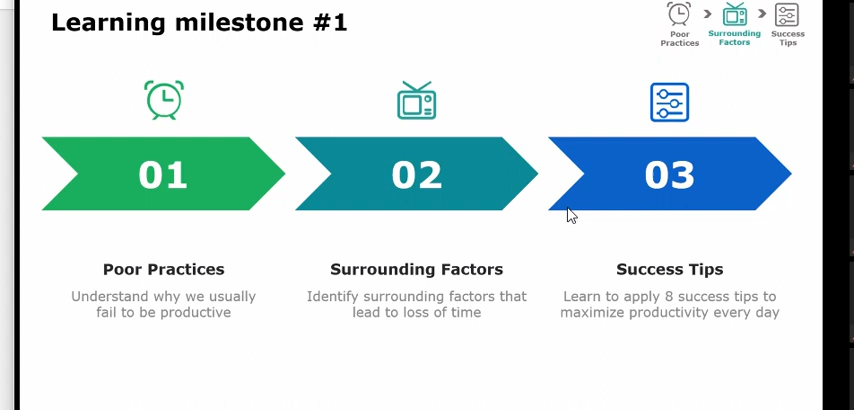 Learning milestone #1
Poor
Practices
Surrounding
Factors
Success
Tips
01
02
03
Poor Practices
Understand why we usually
fail to be productive
Surrounding Factors
Identify surrounding factors that
lead to loss of time
Success Tips
Learn to apply 8 success tips to
maximize productivity every day